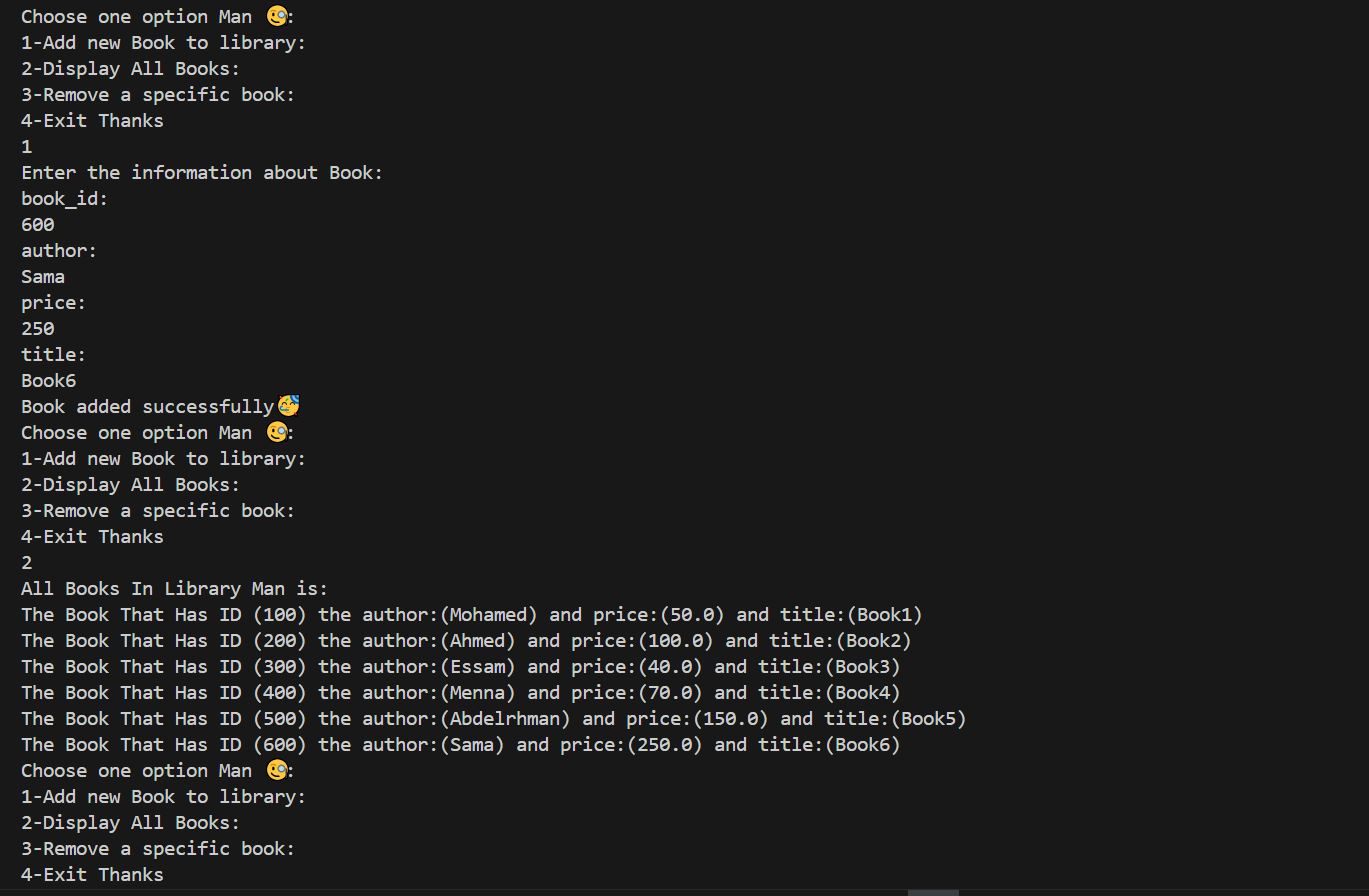 Choose one option Man 🧐:
1-Add new Book to library:
2-Display All Books:
3-Remove a specific book:
4-Exit Thanks
1
Enter the information about Book:
book_id:
600
author:
Sama
price:
250
title:
Book6
Book added successfully🥳
Choose one option Man 🧐:
1-Add new Book to library:
2-Display All Books:
3-Remove a specific book:
4-Exit Thanks
2
All Books In Library Man is:
The Book That Has ID (100) the author:(Mohamed) and price:(50.0) and title:(Book1)
The Book That Has ID (200) the author:(Ahmed) and price:(100.0) and title:(Book2)
The Book That Has ID (300) the author:(Essam) and price:(40.0) and title:(Book3)
The Book That Has ID (400) the author:(Menna) and price:(70.0) and title:(Book4)
The Book That Has ID (500) the author:(Abdelrhman) and price:(150.0) and title:(Book5)
The Book That Has ID (600) the author:(Sama) and price:(250.0) and title:(Book6)
Choose one option Man 🧐:
1-Add new Book to library:
2-Display All Books:
3-Remove a specific book:
4-Exit Thanks